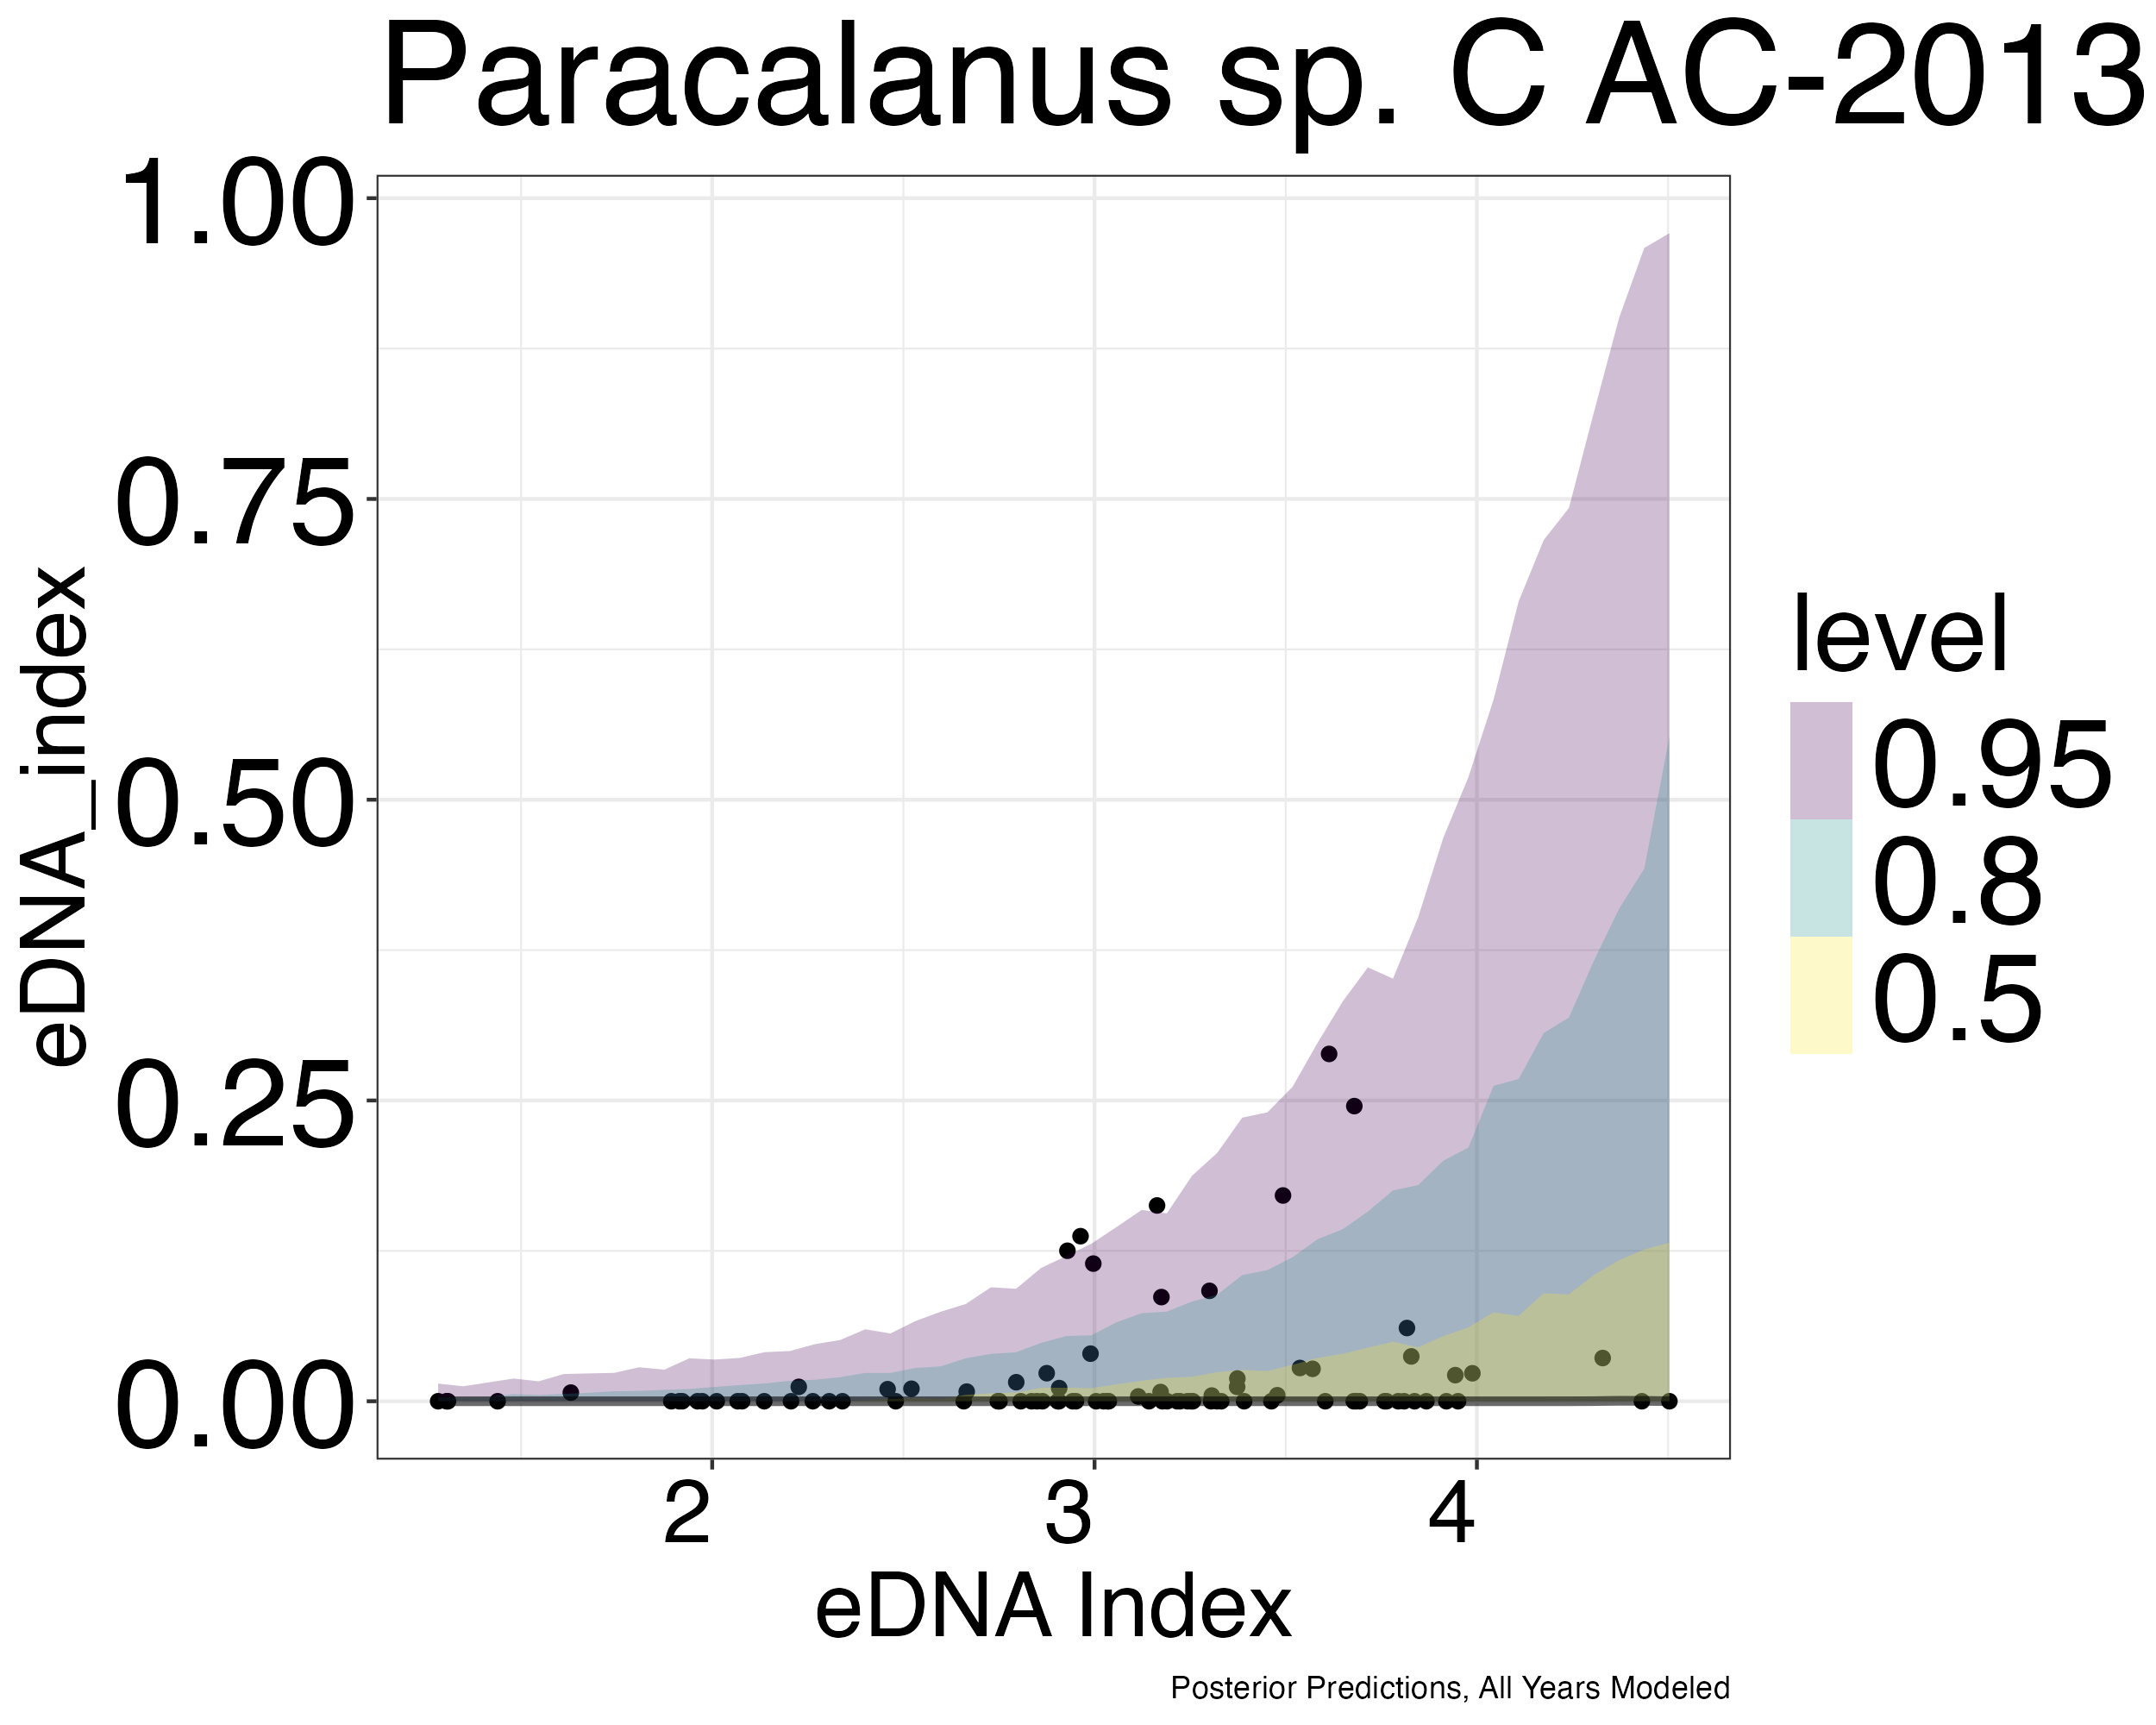 Paracalanus sp. C AC-2013
1.00
0.75
0.50
0.25
0.00
eDNA_index
2 3 4
eDNA Index
level
0.95
0.8
0.5
Posterior Predictions, All Years Modeled